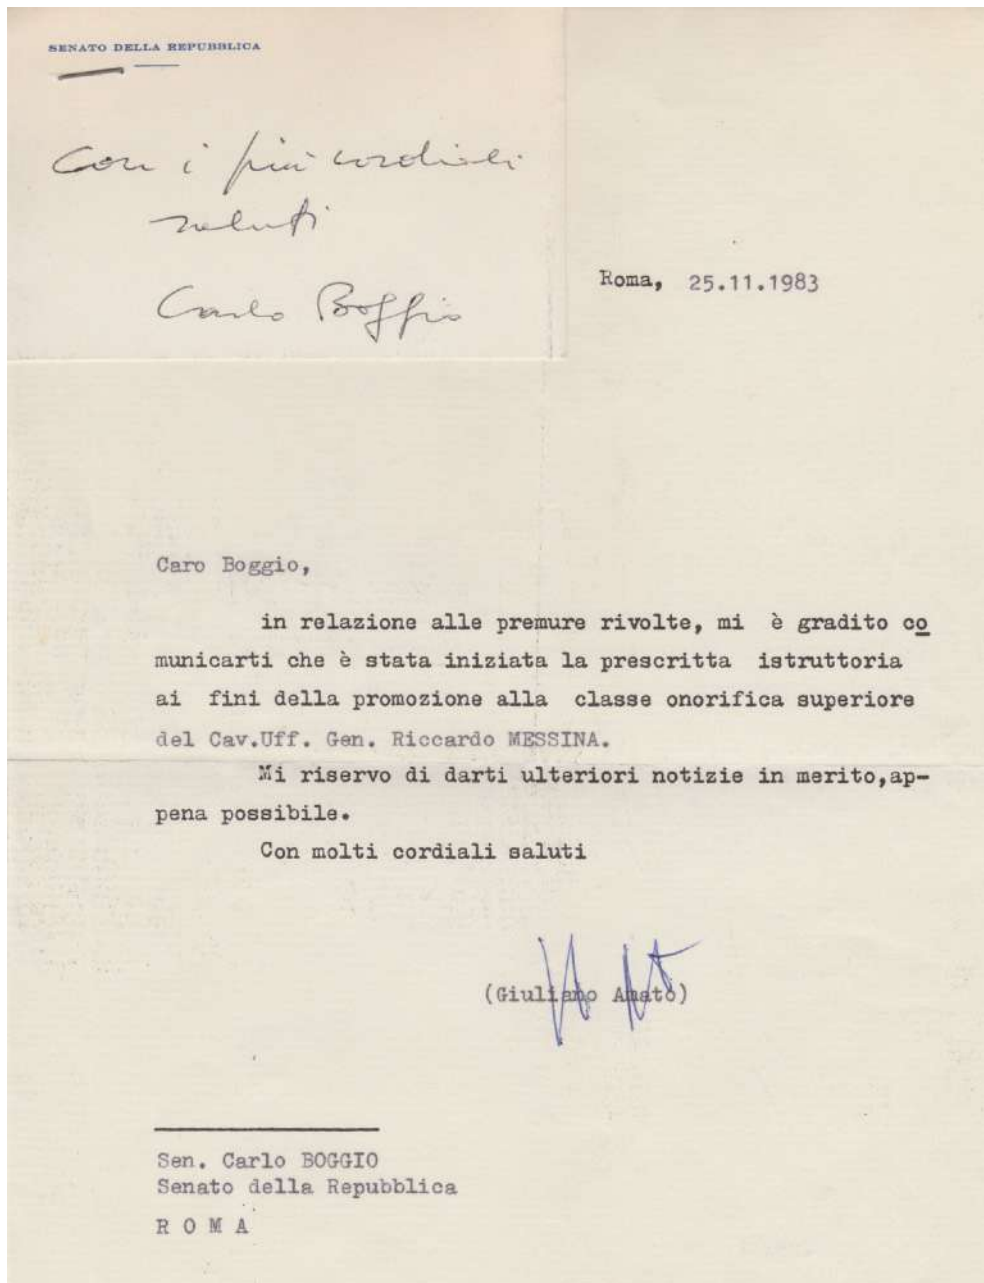 SENATO DELLA REPUBBLICA
Con i più cordiali
saluti
Carlo Boggio
Roma, 25.11.1983
Caro Boggio,
in relazione alle premure rivolte, mi è gradito co
municarti che è stata iniziata la prescritta istruttoria
ai fini della promozione alla classe onorifica superiore
del Cav.Uff. Gen. Riccardo MESSINA.
Mi riservo di darti ulteriori notizie in merito,ap-
pena possibile.
Con molti cordiali saluti
(Giuliano Amato)
Sen. Carlo BOGGIO
Senato della Repubblica
R O M A